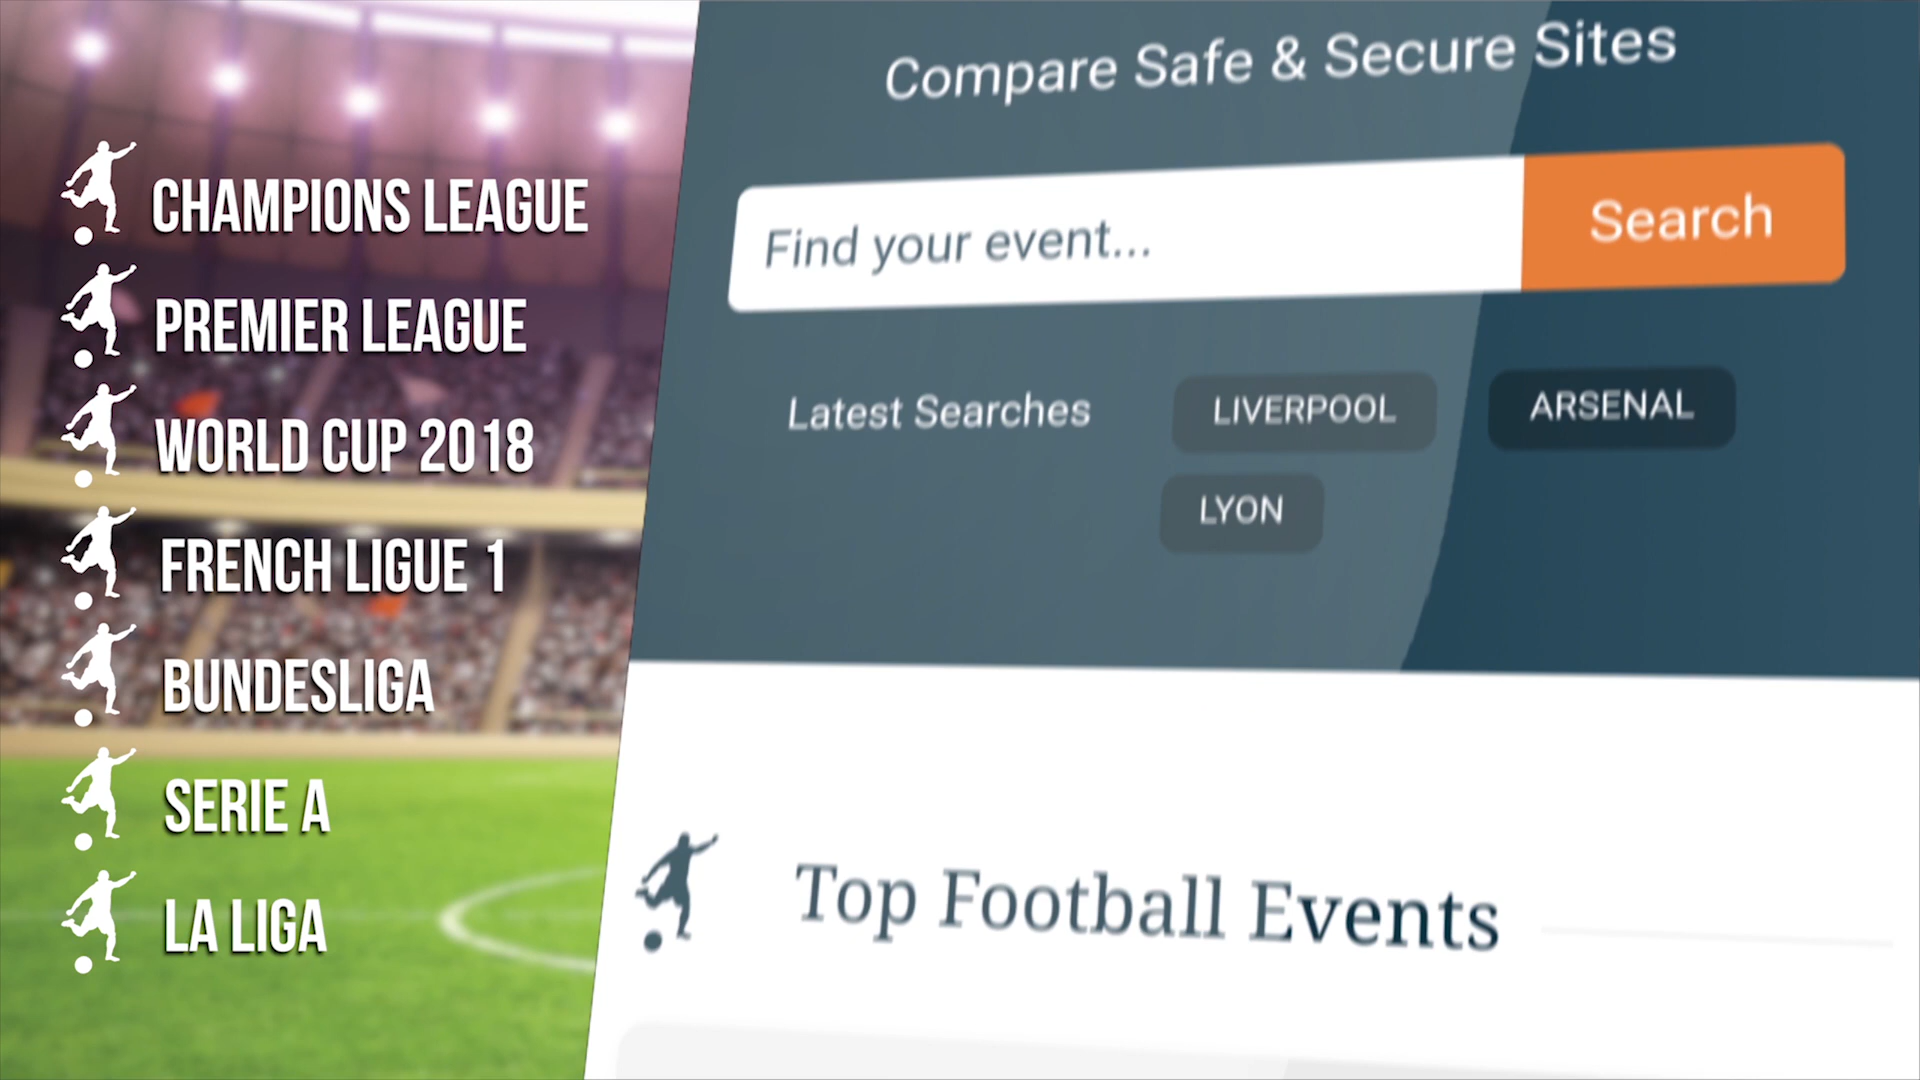 CHAMPIONS LEAGUE
PREMIER LEAGUE
WORLD CUP 2018
FRENCH LIGUE 1
BUNDESLIGA
SERIE A
LA LIGA
Compare Safe & Secure Sites
Find your event...
Search
Latest Searches
LIVERPOOL
ARSENAL
LYON
Top Football Events